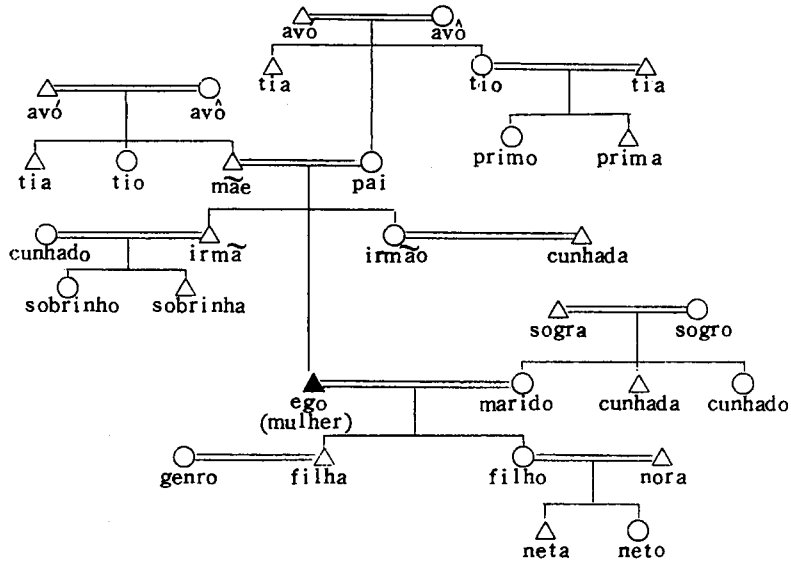 avó avô
tia tio tia
avó avô
primo prima
tia tio mãe pai
cunhado irmã irmão cunhada
sobrinho sobrinha
sogra sogro
ego marido cunhada cunhado
(mulher)
genro filha filho nora
neta neto